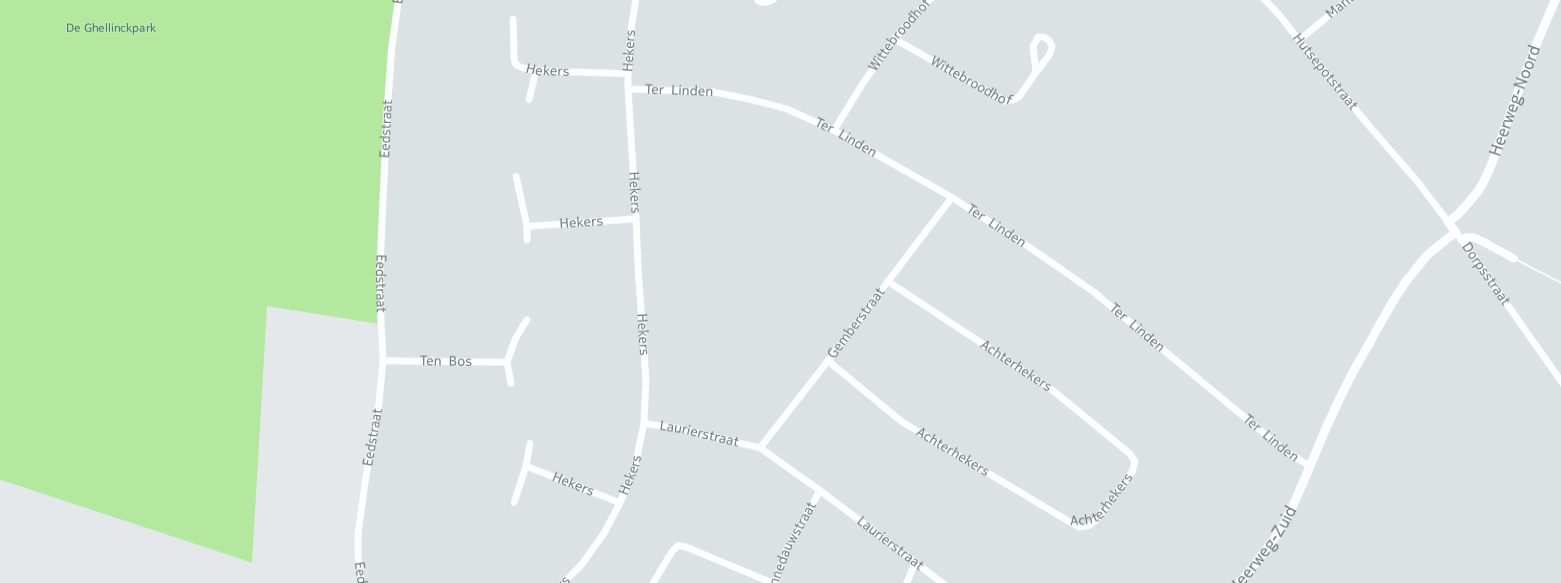 De Ghellinckpark
Hekers
Hekers
Ter Linden
Wittebroodhof
Wittebroodhof
Hutsepotstraat
Heerweg-Noord
Eedstraat
Ter Linden
Hekers
Hekers
Ter Linden
Eedstraat
Dorpsstraat
Gemberstraat
Hekers
Ter Linden
Ten Bos
Achterhekers
Eedstraat
Laurierstraat
Ter Linden
Achterhekers
Hekers
Hekers
Achterhekers
Laurierstraat
Heerweg-Zuid